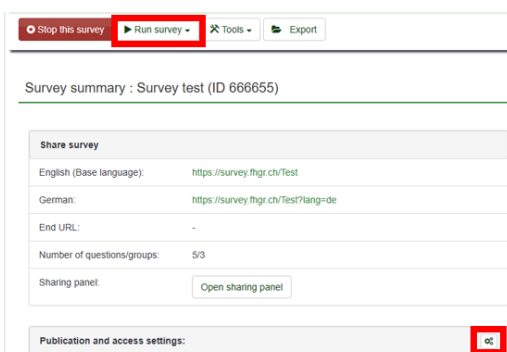 Stop this survey Run survey Tools Export
Survey summary : Survey test (ID 666655)
Share survey
English (Base language): https://survey.fhgr.ch/Test
German: https://survey.fhgr.ch/Test?lang=de
End URL: -
Number of questions/groups: 5/3
Sharing panel: Open sharing panel
Publication and access settings: